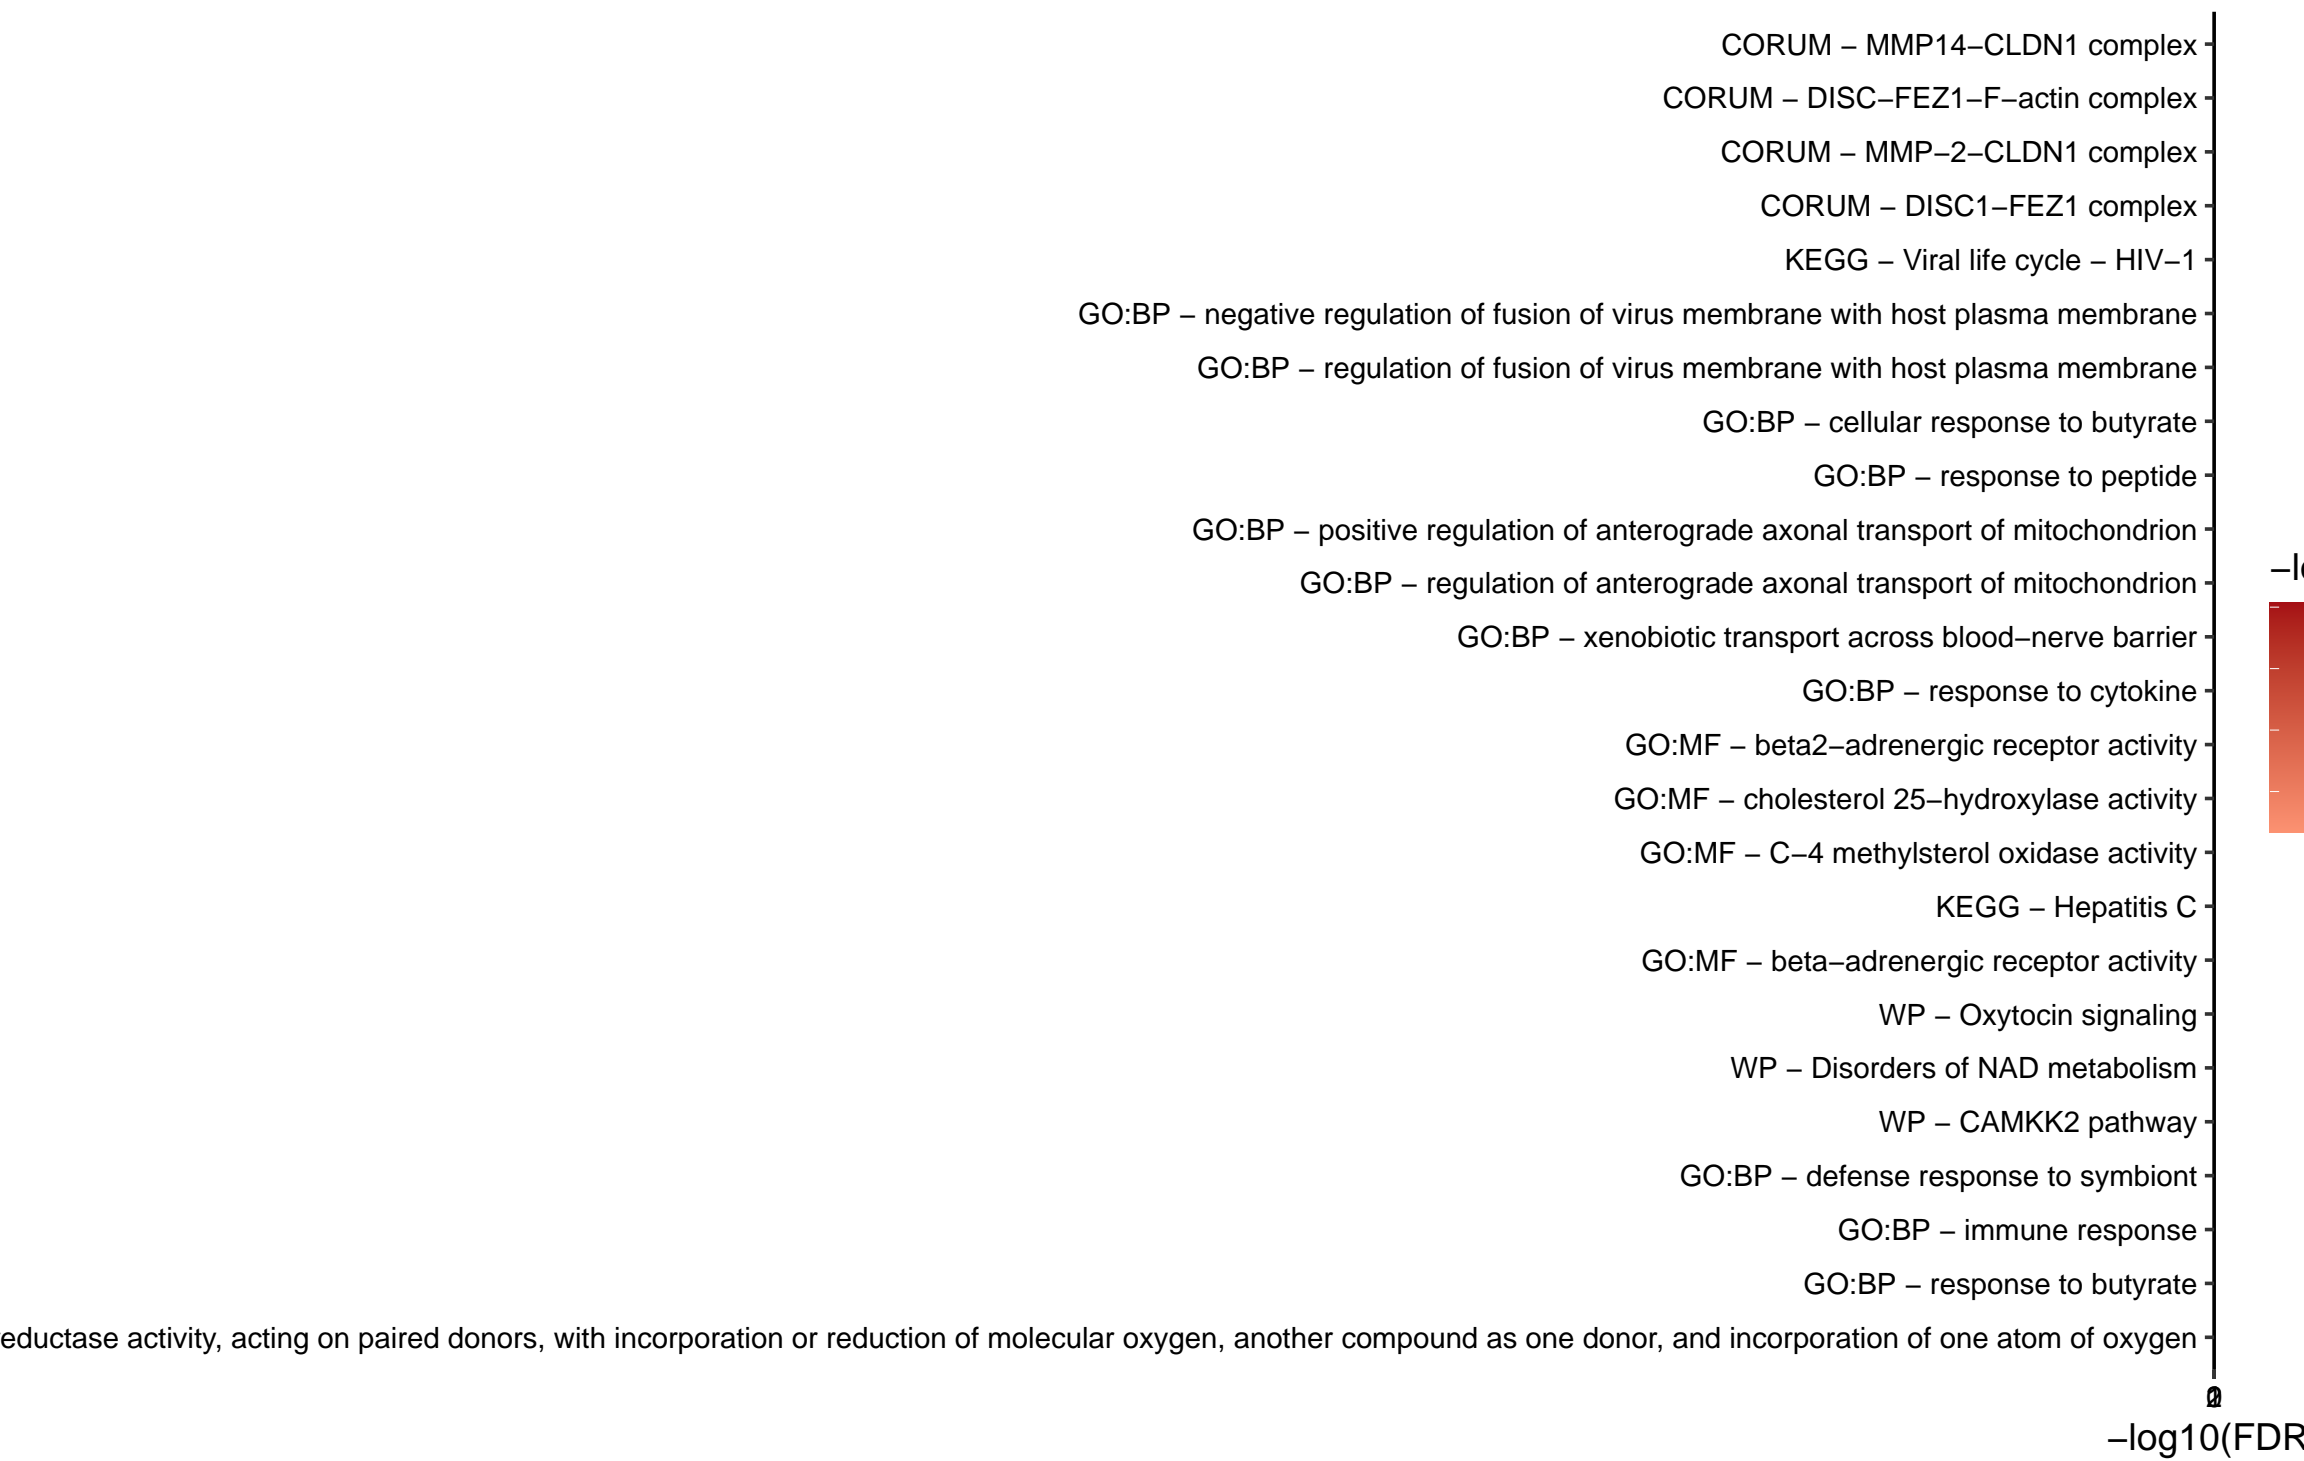 CORUM – MMP14–CLDN1 complex
CORUM – DISC–FEZ1–F–actin complex
CORUM – MMP–2–CLDN1 complex
CORUM – DISC1–FEZ1 complex
KEGG – Viral life cycle – HIV–1
GO:BP – negative regulation of fusion of virus membrane with host plasma membrane
GO:BP – regulation of fusion of virus membrane with host plasma membrane
GO:BP – cellular response to butyrate
GO:BP – response to peptide
GO:BP – positive regulation of anterograde axonal transport of mitochondrion
GO:BP – regulation of anterograde axonal transport of mitochondrion
–l
GO:BP – xenobiotic transport across blood–nerve barrier
GO:BP – response to cytokine
GO:MF – beta2–adrenergic receptor activity
GO:MF – cholesterol 25–hydroxylase activity
GO:MF – C–4 methylsterol oxidase activity
KEGG – Hepatitis C
GO:MF – beta–adrenergic receptor activity
WP – Oxytocin signaling
WP – Disorders of NAD metabolism
WP – CAMKK2 pathway
GO:BP – defense response to symbiont
GO:BP – immune response
GO:BP – response to butyrate
eductase activity, acting on paired donors, with incorporation or reduction of molecular oxygen, another compound as one donor, and incorporation of one atom of oxygen
–log10(FDR